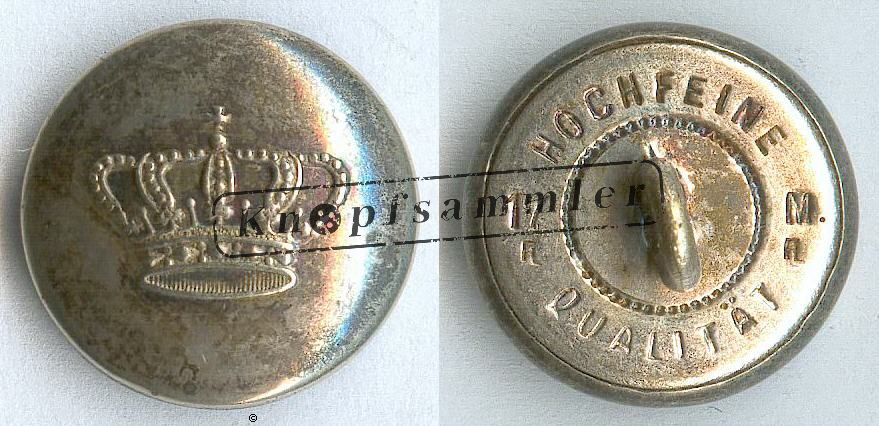 Knopfsammler
HOCHFEINE
M.
QUALITÄT
©